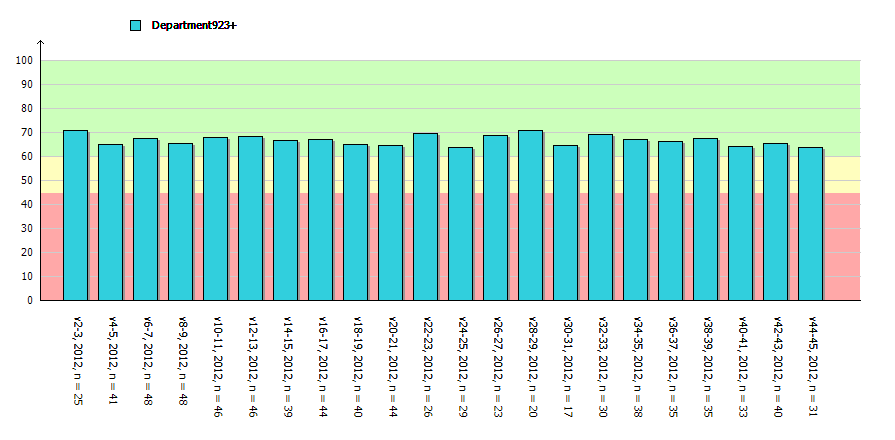 Department923+
100
90
80
70
60
50
40
30
20
10
0
v2-3, 2012, n = 25
v4-5, 2012, n = 41
v6-7, 2012, n = 48
v8-9, 2012, n = 48
v10-11, 2012, n = 46
v12-13, 2012, n = 46
v14-15, 2012, n = 39
v16-17, 2012, n = 44
v18-19, 2012, n = 40
v20-21, 2012, n = 44
v22-23, 2012, n = 26
v24-25, 2012, n = 29
v26-27, 2012, n = 23
v28-29, 2012, n = 20
v30-31, 2012, n = 17
v32-33, 2012, n = 30
v34-35, 2012, n = 38
v36-37, 2012, n = 35
v38-39, 2012, n = 35
v40-41, 2012, n = 33
v42-43, 2012, n = 40
v44-45, 2012, n = 31